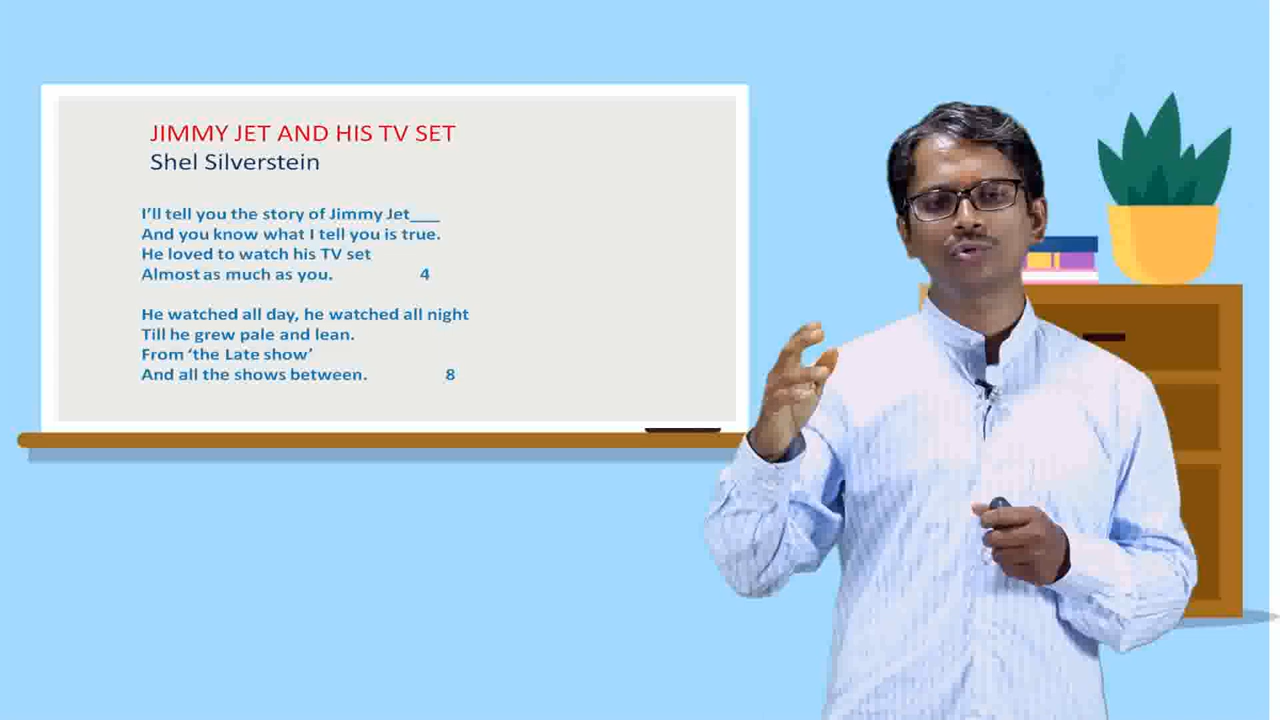 JIMMY JET AND HIS TV SET
Shel Silverstein
I’ll tell you the story of Jimmy Jet___
And you know what I tell you is true.
He loved to watch his TV set
Almost as much as you. 4
He watched all day, he watched all night
Till he grew pale and lean.
From ‘the Late show’
And all the shows between. 8